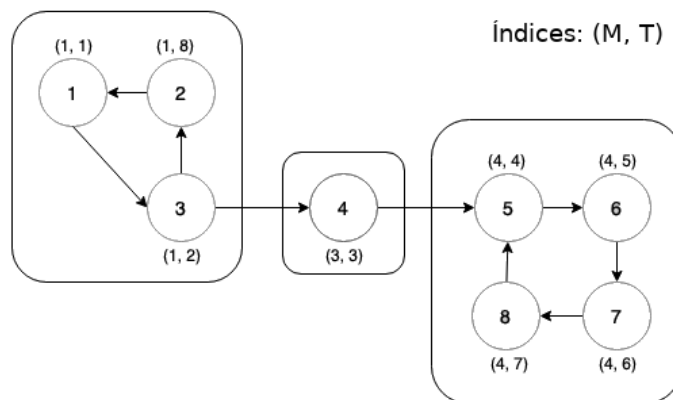 Índices: (M, T)
(1, 1) (1, 8)
1 2
(4, 4) (4, 5)
3 4 5 6
(1, 2) (3, 3)
8 7
(4, 7) (4, 6)